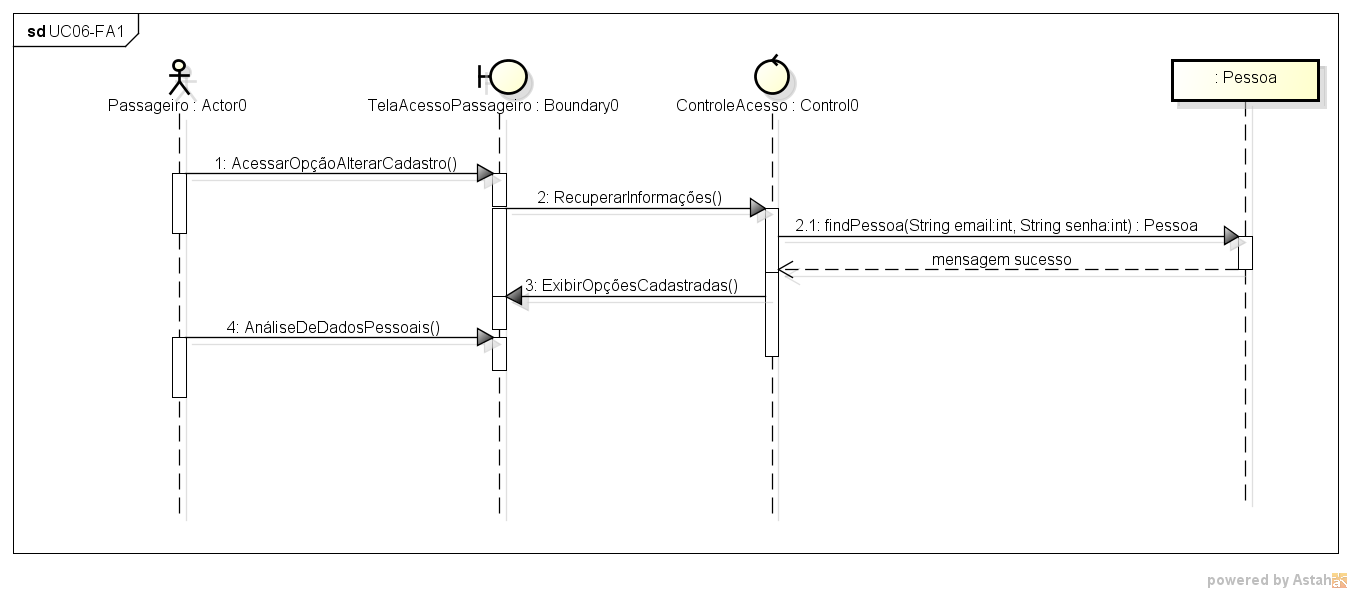 sd UC06-FA1
Passageiro : Actor0
TelaAcessoPassageiro : Boundary0
ControleAcesso : Control0
: Pessoa
1: AcessarOpçãoAlterarCadastro()
2: RecuperarInformações()
2.1: findPessoa(String email:int, String senha:int) : Pessoa
mensagem sucesso
3: ExibirOpçõesCadastradas()
4: AnáliseDeDadosPessoais()
powered by Astah